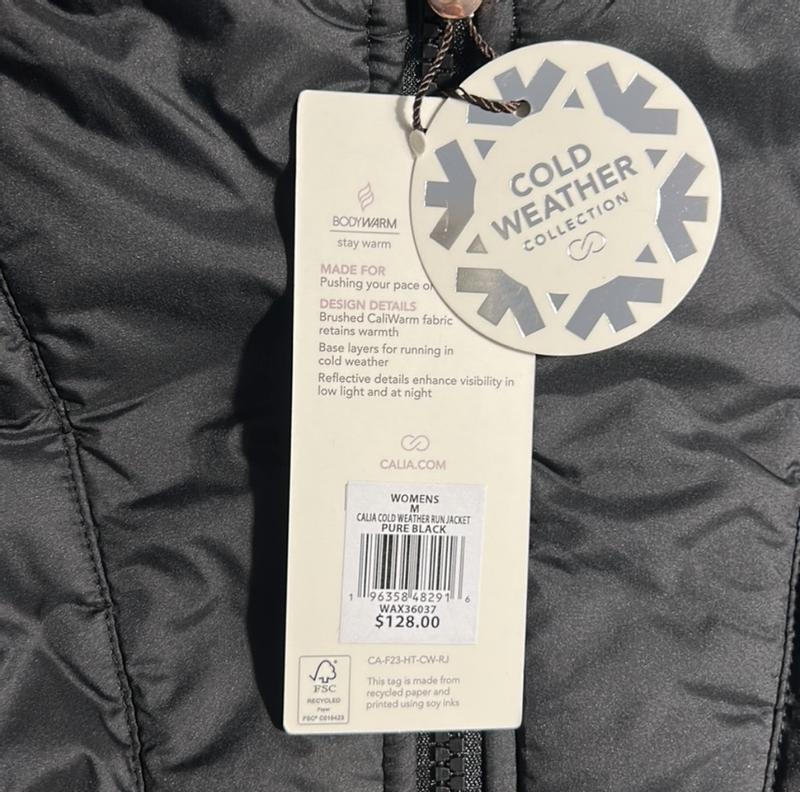 COLD
WEATHER
COLLECTION
BODYWARM
stay warm
MADE FOR
Pushing your pace
DESIGN DETAILS
Brushed CaliWarm fabric
retains warmth
Base layers for running in
cold weather
Reflective details enhance visibility in
low light and at night
CALIA.COM
WOMENS
M
CALIA COLD WEATHER RUN JACKET
PURE BLACK
1 96358 48291 6
WAX36037
$128.00
CA-F23-HT-CW-RJ
FSC
RECYCLED
Paper
FSC® C016423
This tag is made from
recycled paper and
printed using soy inks